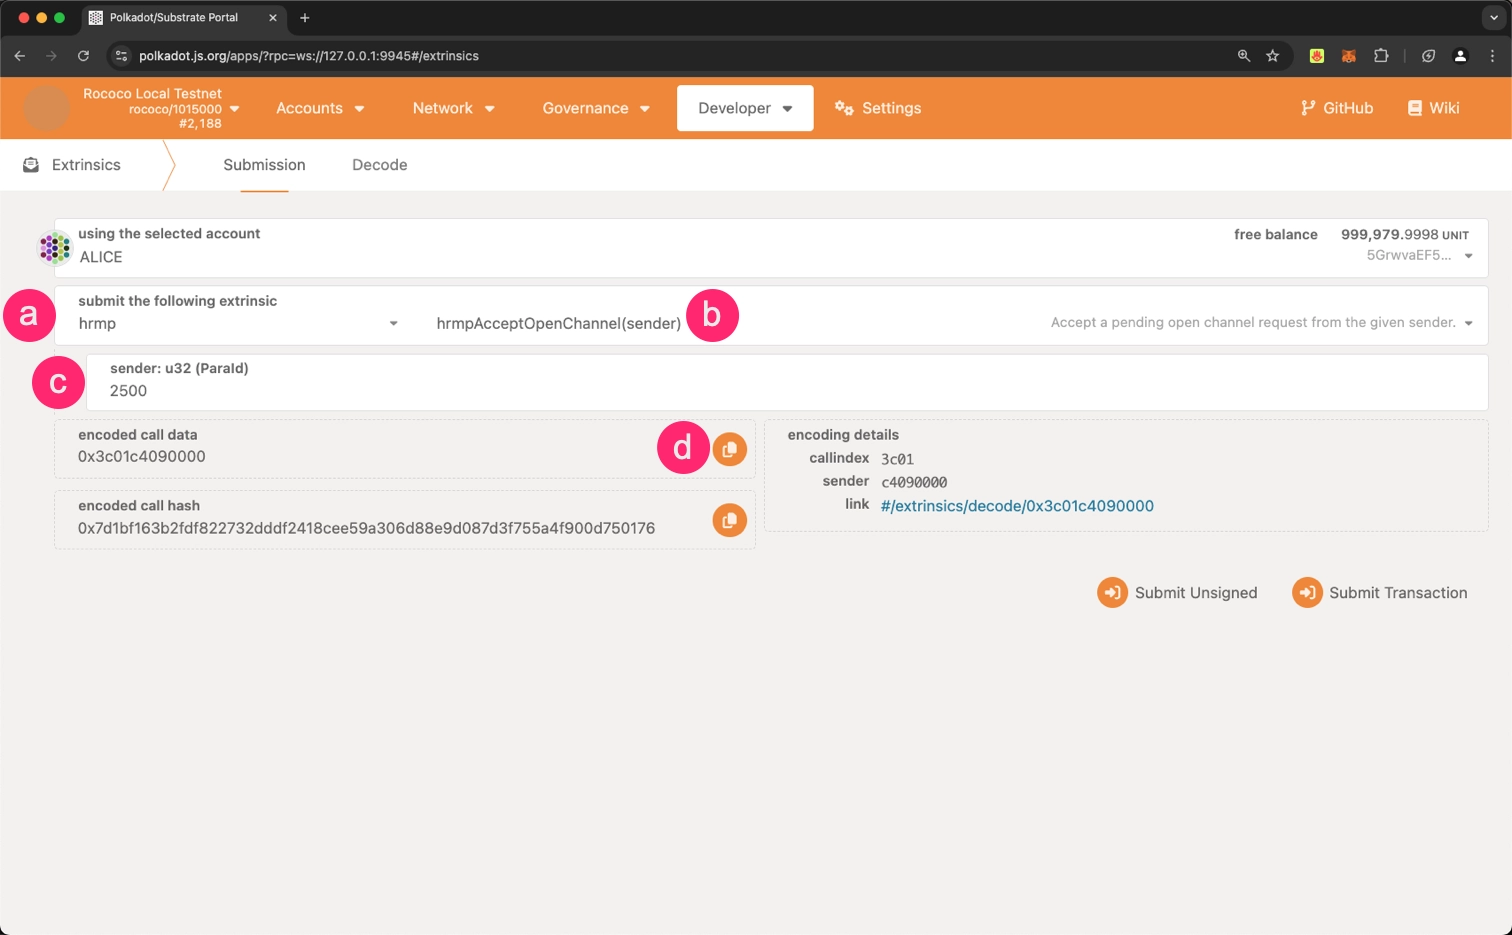 Polkadot/Substrate Portal
polkadot.js.org/apps/?rpc=ws://127.0.0.1:9945#/extrinsics
Rococo Local Testnet
rococo/1015000
#2,188
Accounts
Network
Governance
Developer
Settings
GitHub
Wiki
Extrinsics
Submission
Decode
using the selected account
ALICE
free balance 999,979.9998 UNIT
5GrwvaEF5...
a
submit the following extrinsic
hrmp
hrmpAcceptOpenChannel(sender)
b
Accept a pending open channel request from the given sender.
c
sender: u32 (ParaId)
2500
encoded call data
0x3c01c4090000
d
encoding details
callindex 3c01
sender c4090000
link #/extrinsics/decode/0x3c01c4090000
encoded call hash
0x7d1bf163b2fdf822732dddf2418cee59a306d88e9d087d3f755a4f900d750176
Submit Unsigned
Submit Transaction